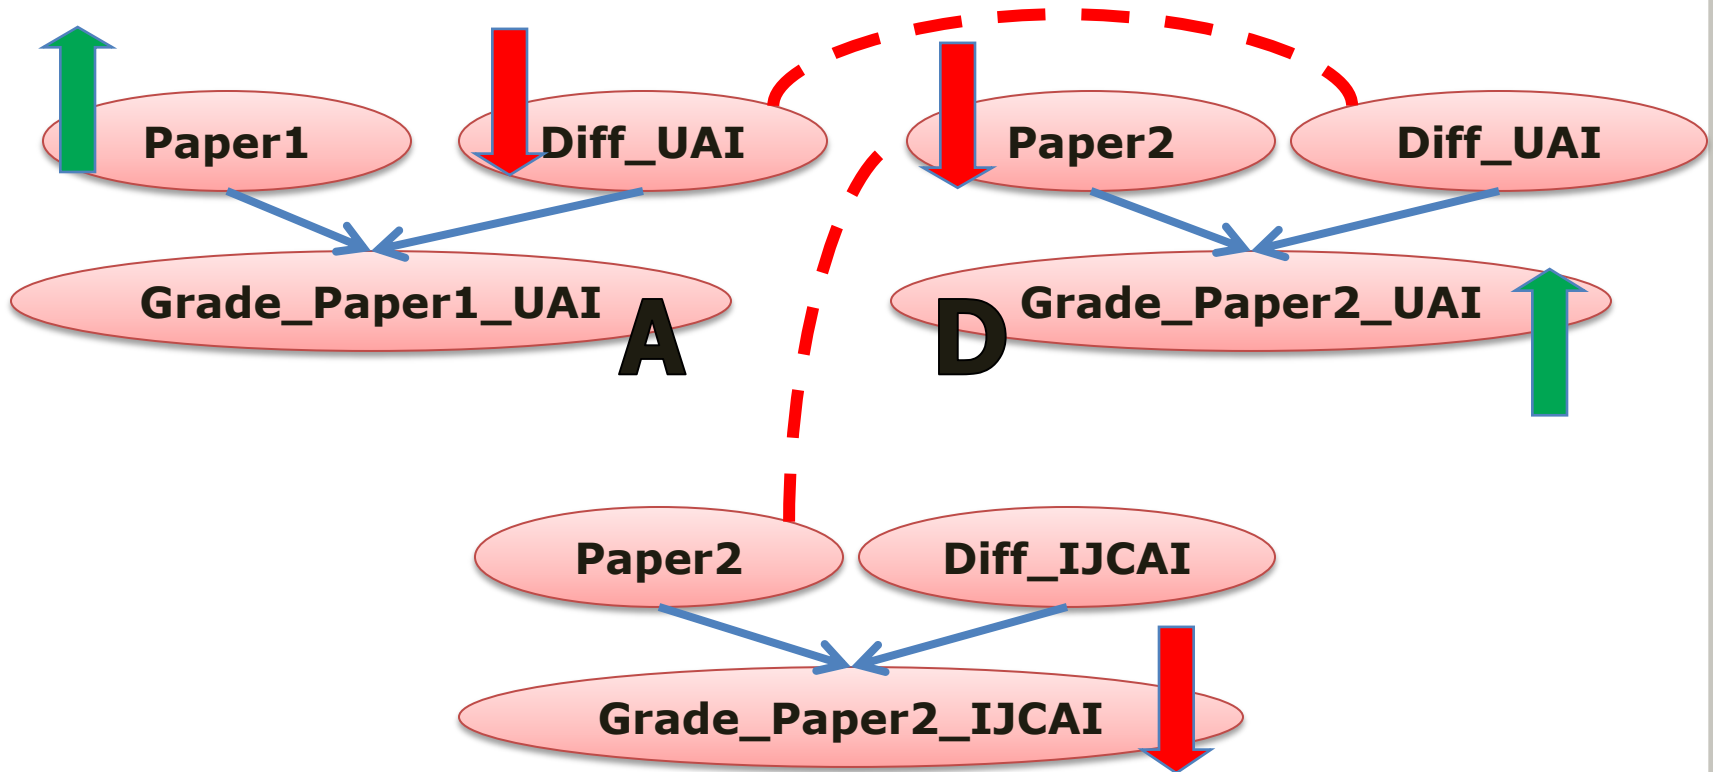 Paper1
Diff_UAI
Paper2
Diff_UAI
Grade_Paper1_UAI
A
D
Grade_Paper2_UAI
Paper2
Diff_IJCAI
Grade_Paper2_IJCAI